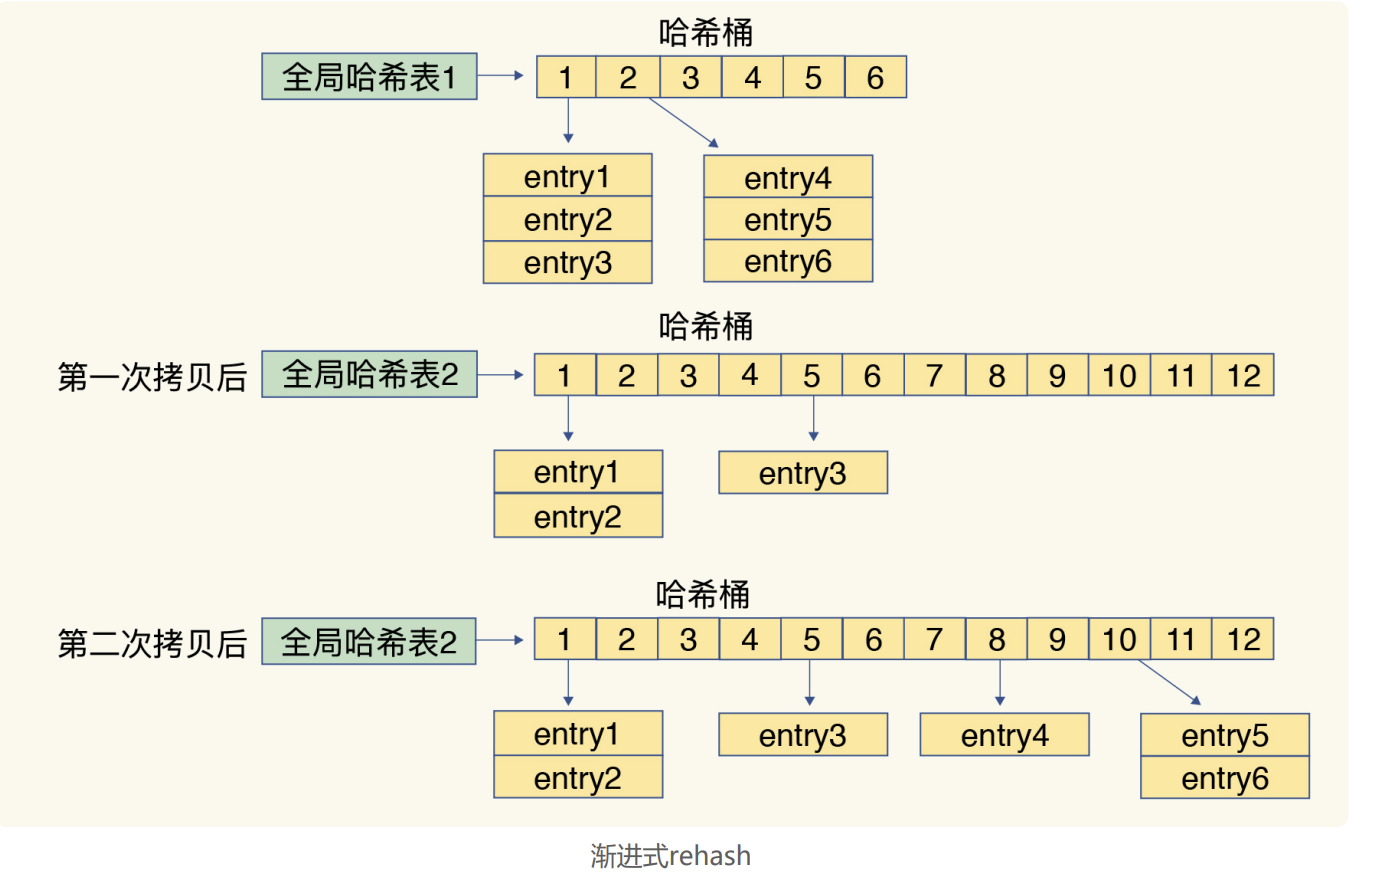 哈希桶
全局哈希表1
1 2 3 4 5 6
entry1 entry4
entry2 entry5
entry3 entry6
哈希桶
第一次拷贝后 全局哈希表2
1 2 3 4 5 6 7 8 9 10 11 12
entry1 entry3
entry2
哈希桶
第二次拷贝后 全局哈希表2
1 2 3 4 5 6 7 8 9 10 11 12
entry1 entry3 entry4 entry5
entry2 entry6
渐进式rehash